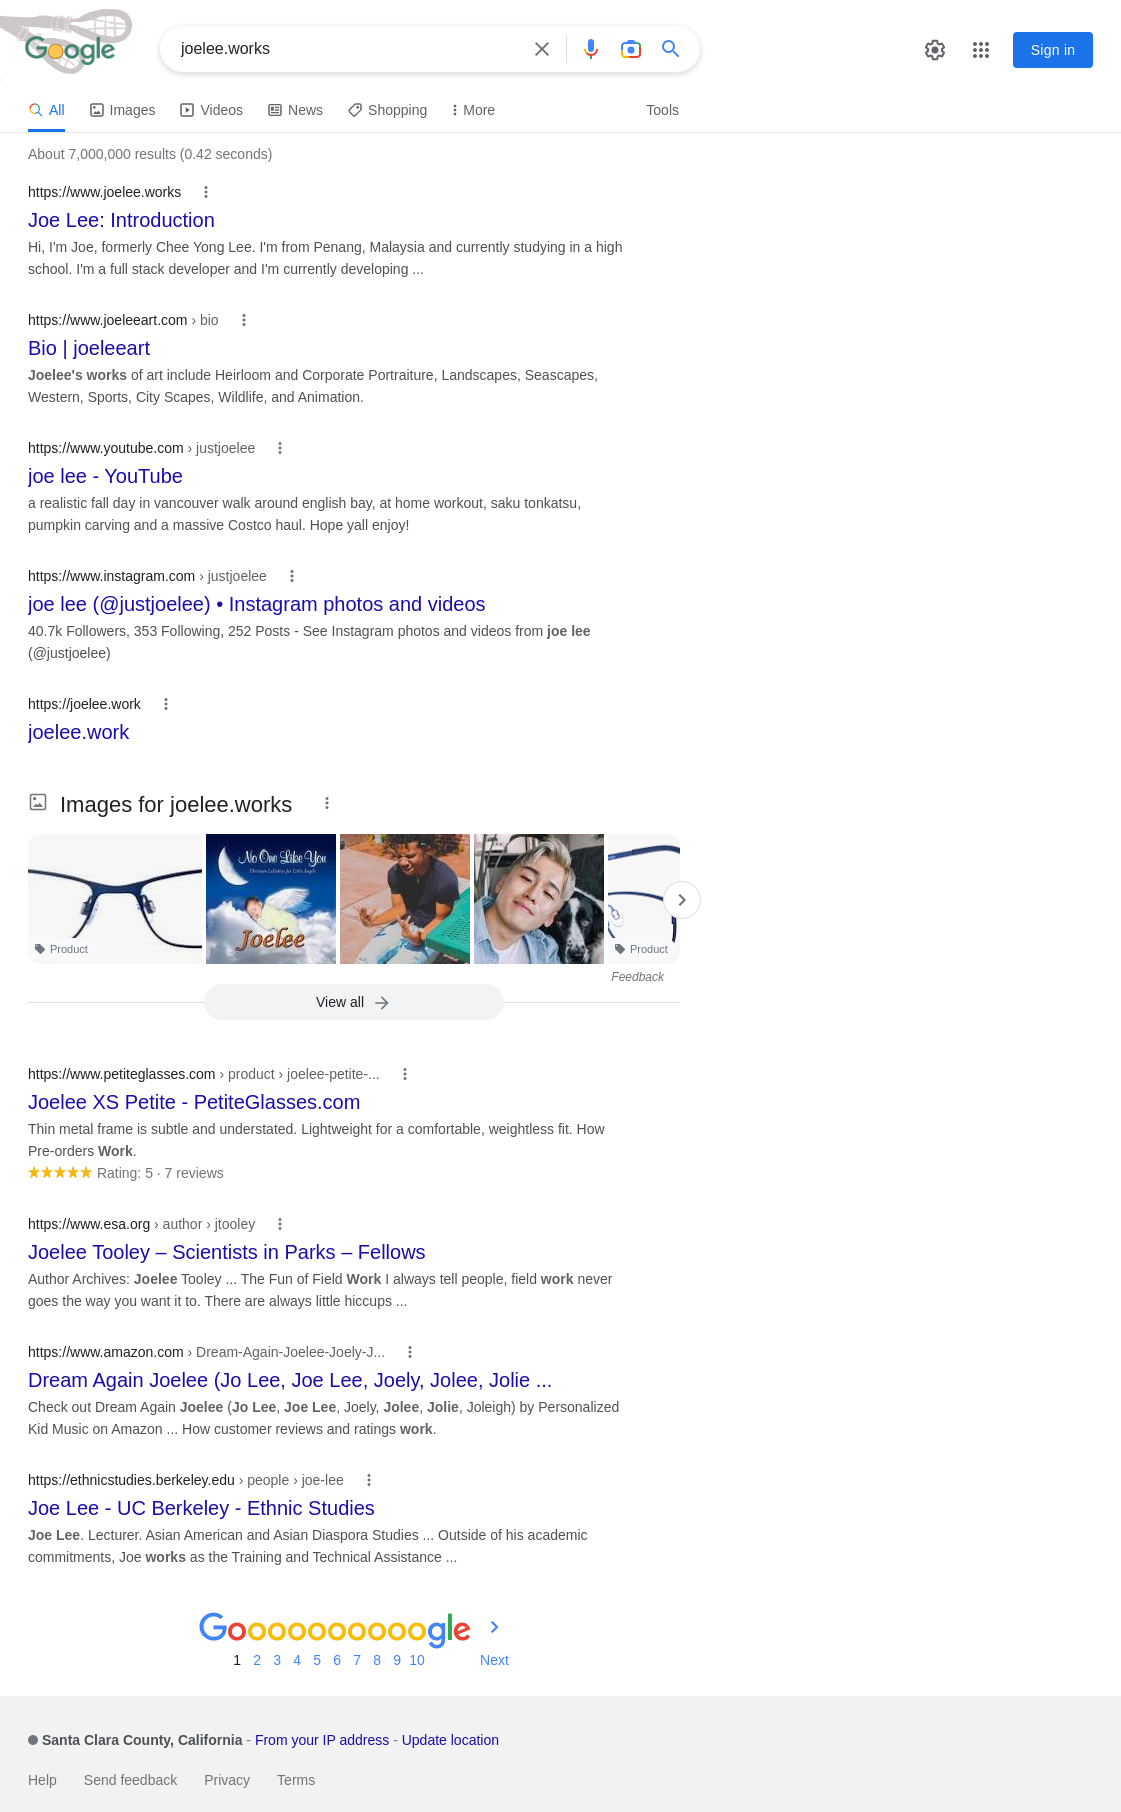 Google
joelee.works
Sign in
All Images Videos News Shopping More Tools
About 7,000,000 results (0.42 seconds)
https://www.joelee.works
Joe Lee: Introduction
Hi, I'm Joe, formerly Chee Yong Lee. I'm from Penang, Malaysia and currently studying in a high
school. I'm a full stack developer and I'm currently developing ...
https://www.joeleeart.com › bio
Bio | joeleeart
Joelee's works of art include Heirloom and Corporate Portraiture, Landscapes, Seascapes,
Western, Sports, City Scapes, Wildlife, and Animation.
https://www.youtube.com › justjoelee
joe lee - YouTube
a realistic fall day in vancouver walk around english bay, at home workout, saku tonkatsu,
pumpkin carving and a massive Costco haul. Hope yall enjoy!
https://www.instagram.com › justjoelee
joe lee (@justjoelee) • Instagram photos and videos
40.7k Followers, 353 Following, 252 Posts - See Instagram photos and videos from joe lee
(@justjoelee)
https://joelee.work
joelee.work
Images for joelee.works
No One Like You
Christian Lullabies for Little Angels
Joelee
Product
Product
Feedback
View all
https://www.petiteglasses.com › product › joelee-petite-...
Joelee XS Petite - PetiteGlasses.com
Thin metal frame is subtle and understated. Lightweight for a comfortable, weightless fit. How
Pre-orders Work.
Rating: 5 · 7 reviews
https://www.esa.org › author › jtooley
Joelee Tooley – Scientists in Parks – Fellows
Author Archives: Joelee Tooley ... The Fun of Field Work I always tell people, field work never
goes the way you want it to. There are always little hiccups ...
https://www.amazon.com › Dream-Again-Joelee-Joely-J...
Dream Again Joelee (Jo Lee, Joe Lee, Joely, Jolee, Jolie ...
Check out Dream Again Joelee (Jo Lee, Joe Lee, Joely, Jolee, Jolie, Joleigh) by Personalized
Kid Music on Amazon ... How customer reviews and ratings work.
https://ethnicstudies.berkeley.edu › people › joe-lee
Joe Lee - UC Berkeley - Ethnic Studies
Joe Lee. Lecturer. Asian American and Asian Diaspora Studies ... Outside of his academic
commitments, Joe works as the Training and Technical Assistance ...
Goooooooooogle
1 2 3 4 5 6 7 8 9 10 Next
Santa Clara County, California - From your IP address - Update location
Help Send feedback Privacy Terms